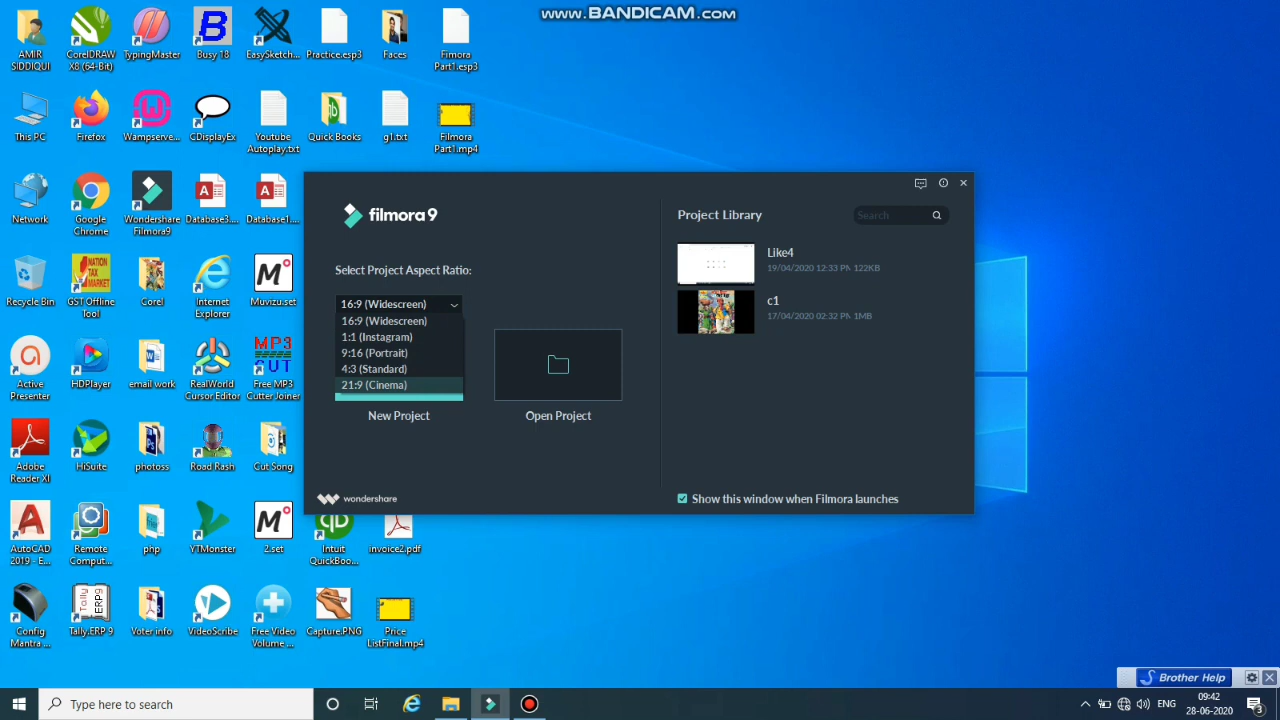 www.BANDICAM.com
AMIR SIDDIQUI
CorelDRAW X8 (64-Bit)
TypingMaster
Busy 18
EasySketch...
Practice.esp3
Faces
Fimora Part1.esp3
This PC
Firefox
Wampserve...
CDisplayEx
Youtube Autoplay.txt
Quick Books
g1.txt
Filmora Part1.mp4
Network
Google Chrome
Wondershare Filmora9
Database3....
Database1....
Recycle Bin
GST Offline Tool
Corel
Internet Explorer
Muvizu.set
Active Presenter
HDPlayer
email work
RealWorld Cursor Editor
Free MP3 Cutter Joiner
Adobe Reader XI
HiSuite
photoss
Road Rash
Cut Song
AutoCAD 2019 - E...
Remote Comput...
php
YTMonster
2.set
Intuit QuickBoo...
invoice2.pdf
Config Mantra ...
Tally.ERP 9
Voter info
VideoScribe
Free Video Volume ...
Capture.PNG
Price ListFinal.mp4
filmora9
Select Project Aspect Ratio:
16:9 (Widescreen)
16:9 (Widescreen)
1:1 (Instagram)
9:16 (Portrait)
4:3 (Standard)
21:9 (Cinema)
New Project
Open Project
wondershare
Project Library
Search
Like4
19/04/2020 12:33 PM 122KB
c1
17/04/2020 02:32 PM 1MB
Show this window when Filmora launches
Brother Help
Type here to search
ENG
09:42
28-06-2020
3